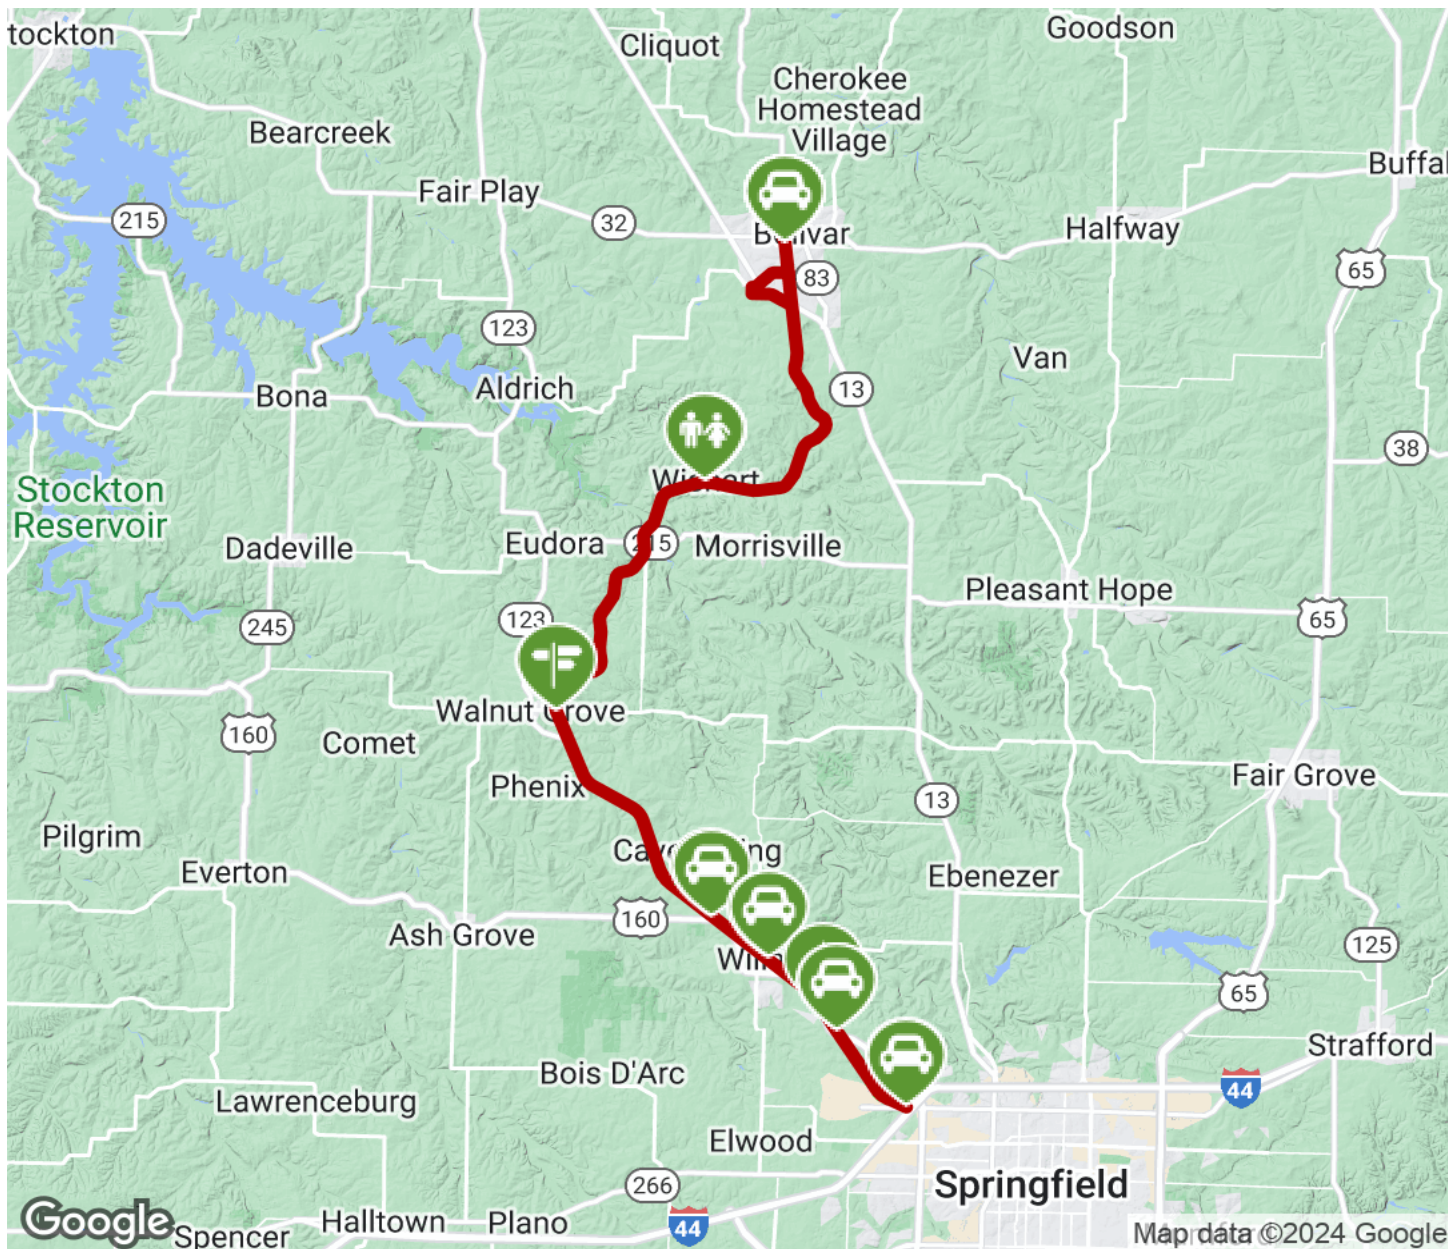 tockton
Cliquot
Goodson
Cherokee
Homestead
Village
Bearcreek
Buffal
Fair Play
215
32
Halfway
83
65
123
Van
Aldrich
13
Bona
38
Stockton
Reservoir
Dadeville
Eudora
Morrisville
Pleasant Hope
123
65
245
Walnut Grove
160
Comet
Phenix
Fair Grove
13
Pilgrim
Everton
Ebenezer
160
Ash Grove
125
65
Strafford
Bois D'Arc
44
Lawrenceburg
Elwood
266
Springfield
Google
Spencer
Halltown
Plano
44
Map data ©2024 Google